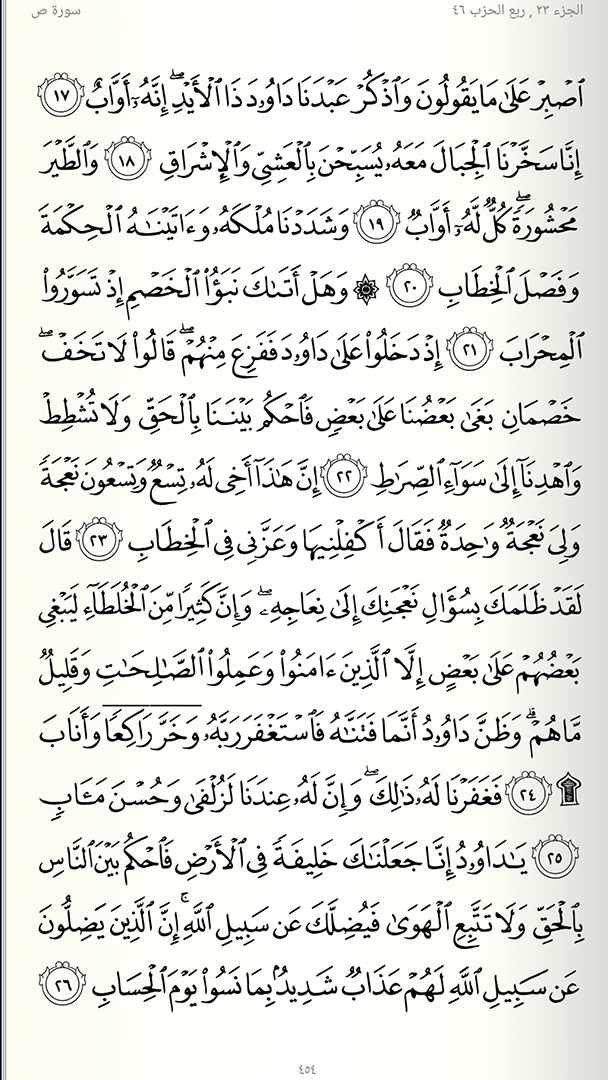 الجزء ٢٣ , ربع الحزب ٤٦
سورة ص
ٱصۡبِرۡ عَلَىٰ مَا يَقُولُونَ وَٱذۡكُرۡ عَبۡدَنَا دَاوُۥدَ ذَا ٱلۡأَيۡدِۖ إِنَّهُۥٓ أَوَّابٌ ١٧
إِنَّا سَخَّرۡنَا ٱلۡجِبَالَ مَعَهُۥ يُسَبِّحۡنَ بِٱلۡعَشِيِّ وَٱلۡإِشۡرَاقِ ١٨ وَٱلطَّيۡرَ
مَحۡشُورَةٗۖ كُلّٞ لَّهُۥٓ أَوَّابٞ ١٩ وَشَدَدۡنَا مُلۡكَهُۥ وَءَاتَيۡنَٰهُ ٱلۡحِكۡمَةَ
وَفَصۡلَ ٱلۡخِطَابِ ٢٠ ۞ وَهَلۡ أَتَىٰكَ نَبَؤُاْ ٱلۡخَصۡمِ إِذۡ تَسَوَّرُواْ
ٱلۡمِحۡرَابَ ٢١ إِذۡ دَخَلُواْ عَلَىٰ دَاوُۥدَ فَفَزِعَ مِنۡهُمۡۖ قَالُواْ لَا تَخَفۡۖ
خَصۡمَانِ بَغَىٰ بَعۡضُنَا عَلَىٰ بَعۡضٖ فَٱحۡكُم بَيۡنَنَا بِٱلۡحَقِّ وَلَا تُشۡطِطۡ
وَٱهۡدِنَآ إِلَىٰ سَوَآءِ ٱلصِّرَٰطِ ٢٢ إِنَّ هَٰذَآ أَخِي لَهُۥ تِسۡعٞ وَتِسۡعُونَ نَعۡجَةٗ
وَلِيَ نَعۡجَةٞ وَٰحِدَةٞ فَقَالَ أَكۡفِلۡنِيهَا وَعَزَّنِي فِي ٱلۡخِطَابِ ٢٣ قَالَ
لَقَدۡ ظَلَمَكَ بِسُؤَالِ نَعۡجَتِكَ إِلَىٰ نِعَاجِهِۦۖ وَإِنَّ كَثِيرٗا مِّنَ ٱلۡخُلَطَآءِ لَيَبۡغِي
بَعۡضُهُمۡ عَلَىٰ بَعۡضٍ إِلَّا ٱلَّذِينَ ءَامَنُواْ وَعَمِلُواْ ٱلصَّٰلِحَٰتِ وَقَلِيلٞ
مَّا هُمۡۗ وَظَنَّ دَاوُۥدُ أَنَّمَا فَتَنَّٰهُ فَٱسۡتَغۡفَرَ رَبَّهُۥ وَخَرَّۤ رَاكِعٗاۤ وَأَنَابَ
۩ ٢٤ فَغَفَرۡنَا لَهُۥ ذَٰلِكَۖ وَإِنَّ لَهُۥ عِندَنَا لَزُلۡفَىٰ وَحُسۡنَ مَـَٔابٖ
٢٥ يَٰدَاوُۥدُ إِنَّا جَعَلۡنَٰكَ خَلِيفَةٗ فِي ٱلۡأَرۡضِ فَٱحۡكُم بَيۡنَ ٱلنَّاسِ
بِٱلۡحَقِّ وَلَا تَتَّبِعِ ٱلۡهَوَىٰ فَيُضِلَّكَ عَن سَبِيلِ ٱللَّهِۚ إِنَّ ٱلَّذِينَ يَضِلُّونَ
عَن سَبِيلِ ٱللَّهِ لَهُمۡ عَذَابٞ شَدِيدُۢ بِمَا نَسُواْ يَوۡمَ ٱلۡحِسَابِ ٢٦
٤٥٤